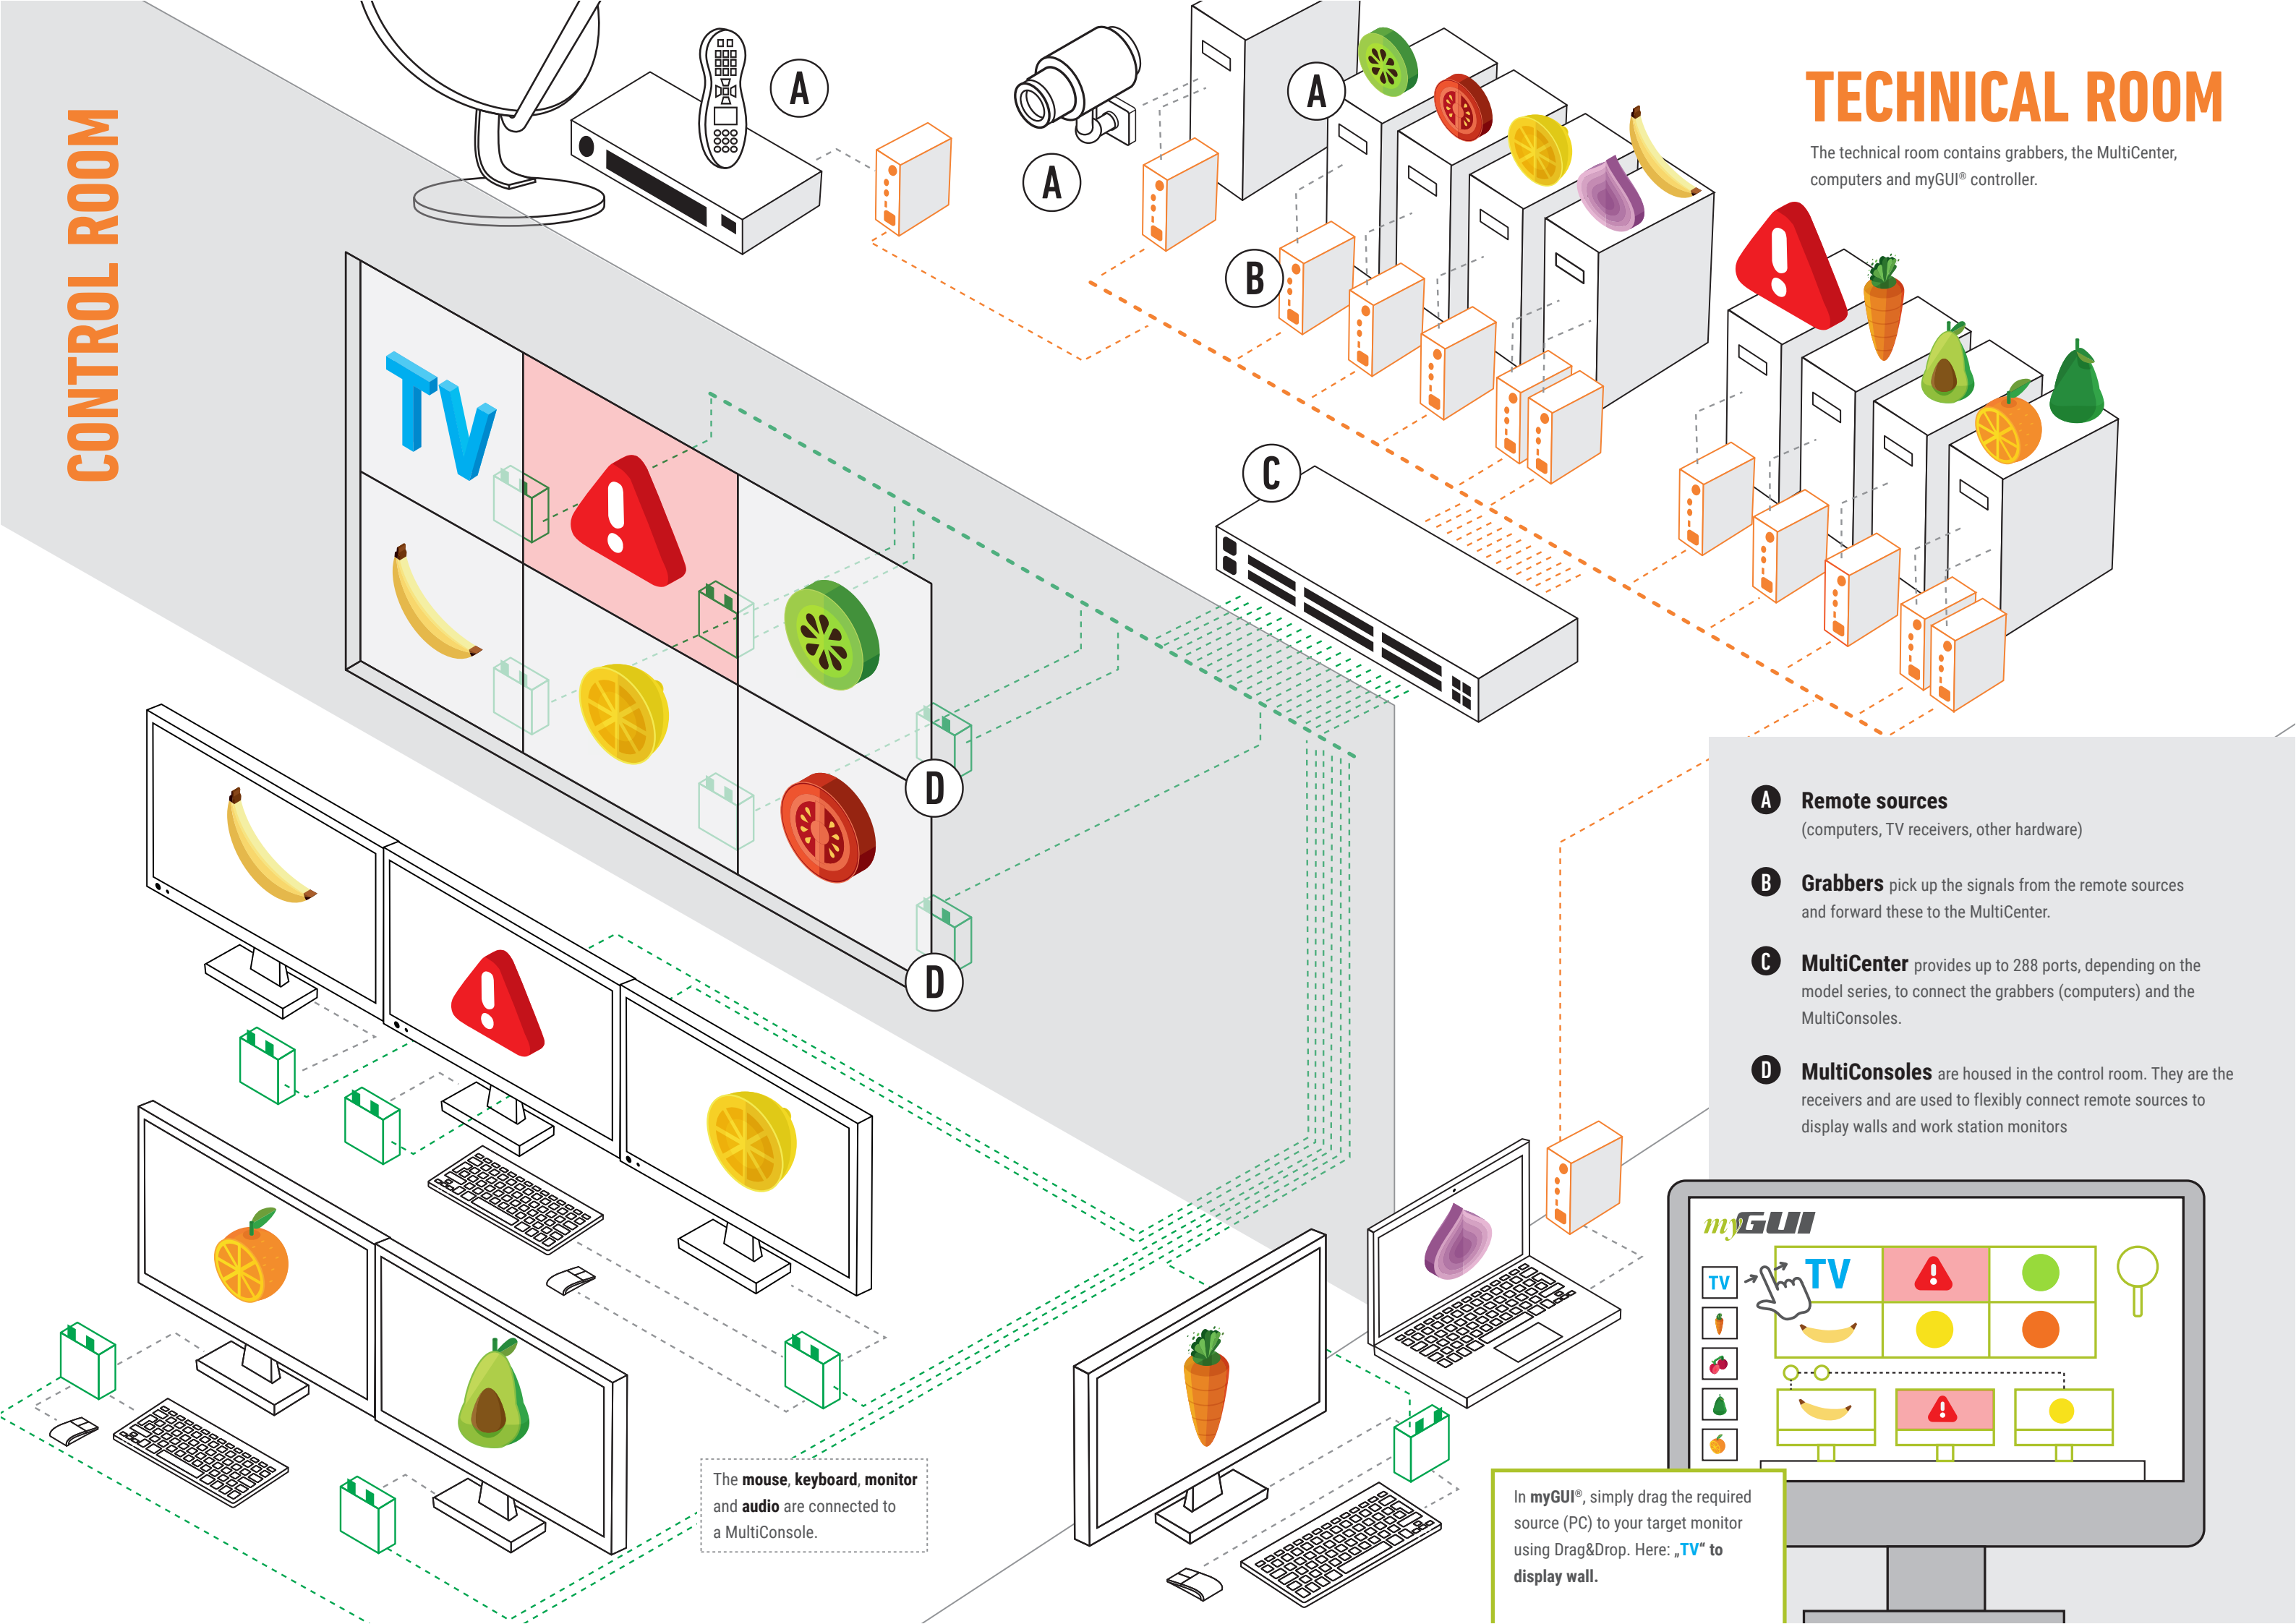 CONTROL ROOM
A
A
A
B
C
D
D
TV
TECHNICAL ROOM
The technical room contains grabbers, the MultiCenter,
computers and myGUI® controller.
A Remote sources
(computers, TV receivers, other hardware)
B Grabbers pick up the signals from the remote sources
and forward these to the MultiCenter.
C MultiCenter provides up to 288 ports, depending on the
model series, to connect the grabbers (computers) and the
MultiConsoles.
D MultiConsoles are housed in the control room. They are the
receivers and are used to flexibly connect remote sources to
display walls and work station monitors
The mouse, keyboard, monitor
and audio are connected to
a MultiConsole.
myGUI
TV
TV
In myGUI®, simply drag the required
source (PC) to your target monitor
using Drag&Drop. Here: „TV“ to
display wall.